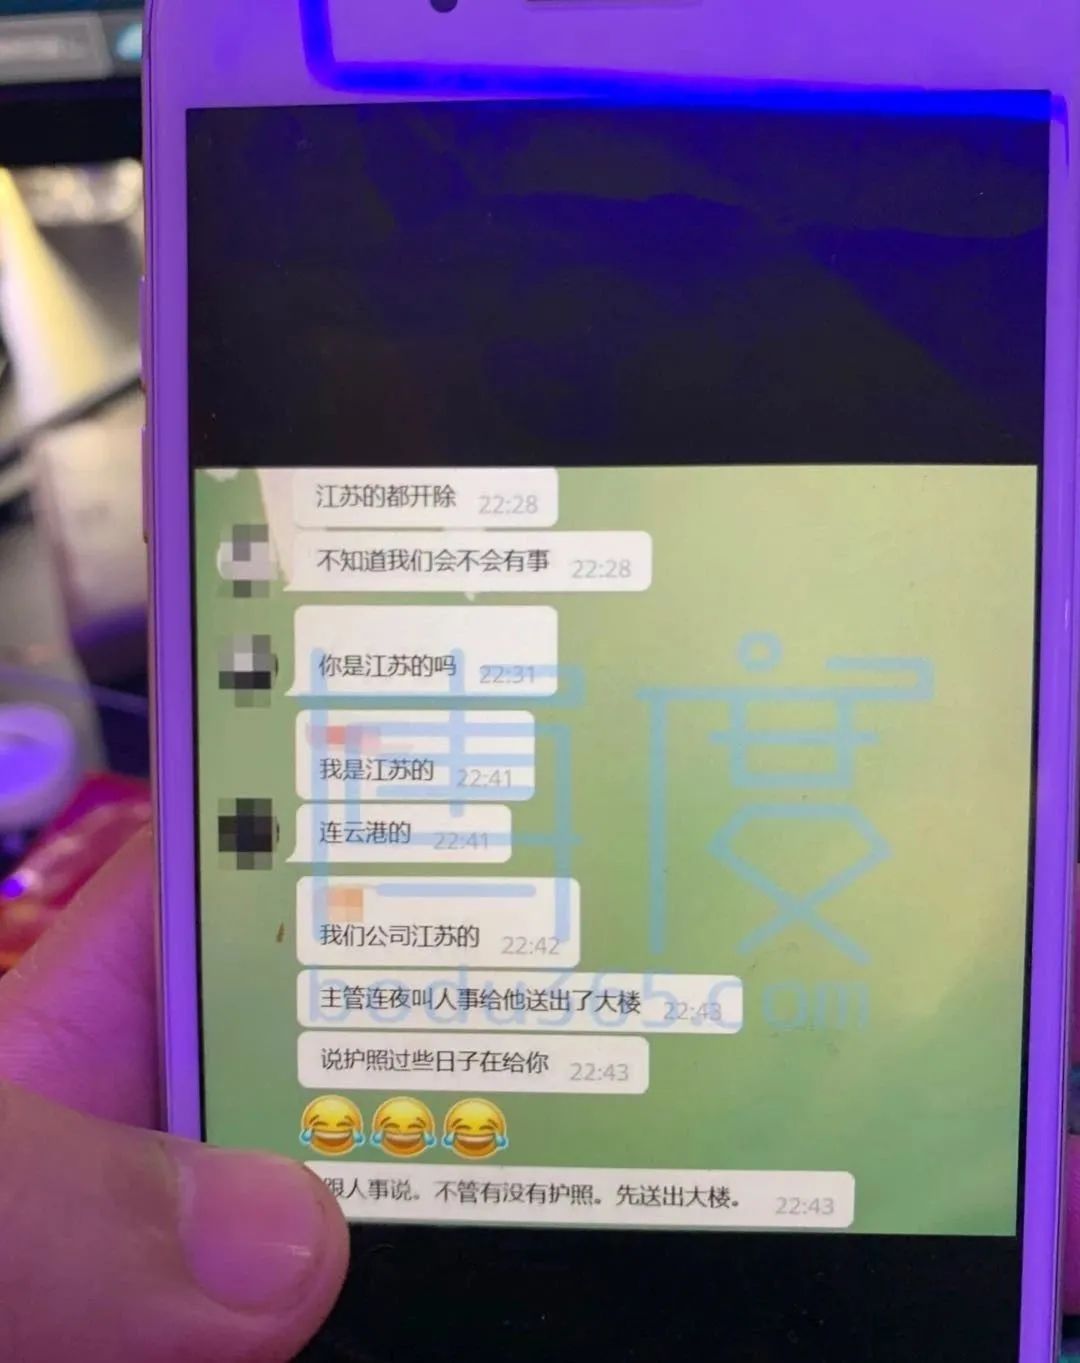 江苏的都开除 22:28
不知道我们会不会有事 22:28
你是江苏的吗 22:31
我是江苏的 22:41
连云港的 22:41
我们公司江苏的 22:42
主管连夜叫人事给他送出了大楼 22:43
说护照过些日子在给你 22:43
跟人事说。不管有没有护照。先送出大楼。 22:43
博度
bodu365.com